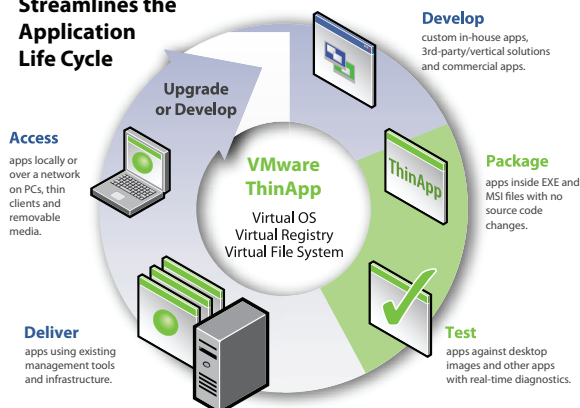 Streamlines the
Application
Life Cycle
Develop
custom in-house apps,
3rd-party/vertical solutions
and commercial apps.
Upgrade
or Develop
Access
apps locally or
over a network
on PCs, thin
clients and
removable
media.
VMware
ThinApp
Virtual OS
Virtual Registry
Virtual File System
ThinApp
Package
apps inside EXE and
MSI files with no
source code
changes.
Deliver
apps using existing
management tools
and infrastructure.
Test
apps against desktop
images and other apps
with real-time diagnostics.